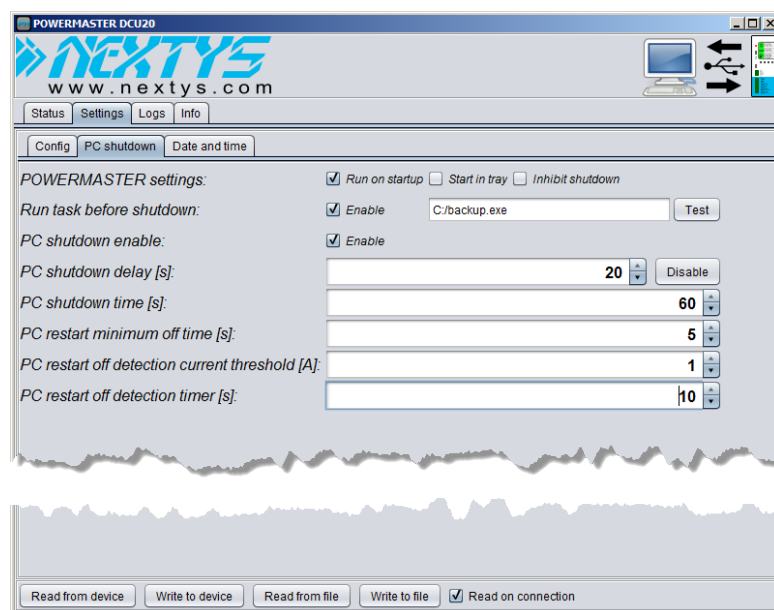 POWERMASTER DCU20
NEXTYS
www.nextys.com
Status Settings Logs Info
Config PC shutdown Date and time
POWERMASTER settings: Run on startup Start in tray Inhibit shutdown
Run task before shutdown: Enable C:/backup.exe Test
PC shutdown enable: Enable
PC shutdown delay [s]: 20 Disable
PC shutdown time [s]: 60
PC restart minimum off time [s]: 5
PC restart off detection current threshold [A]: 1
PC restart off detection timer [s]: 10
Read from device Write to device Read from file Write to file Read on connection